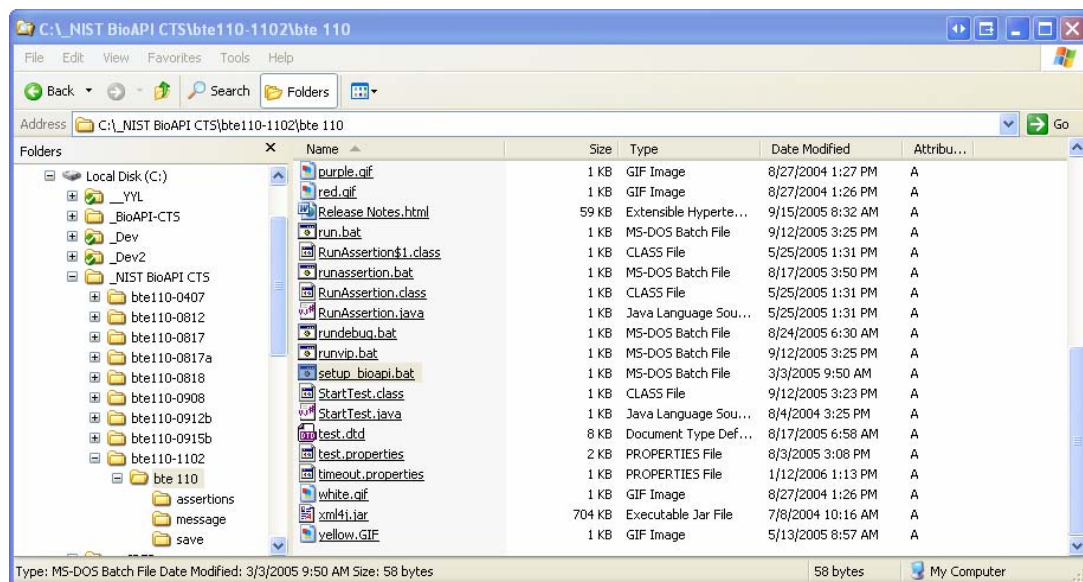 C:\_NIST BioAPI CTS\bte110-1102\bte 110
File Edit View Favorites Tools Help
Back Search Folders
Address C:\_NIST BioAPI CTS\bte110-1102\bte 110 Go
Folders x Name Size Type Date Modified Attribu...
Local Disk (C:)
__YYL
_BioAPI-CTS
_Dev
_Dev2
_NIST BioAPI CTS
bte110-0407
bte110-0812
bte110-0817
bte110-0817a
bte110-0818
bte110-0908
bte110-0912b
bte110-0915b
bte110-1102
bte 110
assertions
message
save
purple.gif 1 KB GIF Image 8/27/2004 1:27 PM A
red.gif 1 KB GIF Image 8/27/2004 1:26 PM A
Release Notes.html 59 KB Extensible Hyperte... 9/15/2005 8:32 AM A
run.bat 1 KB MS-DOS Batch File 9/12/2005 3:25 PM A
RunAssertion$1.class 1 KB CLASS File 5/25/2005 1:31 PM A
runassertion.bat 1 KB MS-DOS Batch File 8/17/2005 3:50 PM A
RunAssertion.class 1 KB CLASS File 5/25/2005 1:31 PM A
RunAssertion.java 1 KB Java Language Sou... 5/25/2005 1:31 PM A
rundebug.bat 1 KB MS-DOS Batch File 8/24/2005 6:30 AM A
runvip.bat 1 KB MS-DOS Batch File 9/12/2005 3:25 PM A
setup_bioapi.bat 1 KB MS-DOS Batch File 3/3/2005 9:50 AM A
StartTest.class 1 KB CLASS File 9/12/2005 3:23 PM A
StartTest.java 1 KB Java Language Sou... 8/4/2004 3:25 PM A
test.dtd 8 KB Document Type Def... 8/17/2005 6:58 AM A
test.properties 2 KB PROPERTIES File 8/3/2005 3:08 PM A
timeout.properties 1 KB PROPERTIES File 1/12/2006 1:13 PM A
white.gif 1 KB GIF Image 8/27/2004 1:26 PM A
xml4j.jar 704 KB Executable Jar File 7/8/2004 10:16 AM A
yellow.GIF 1 KB GIF Image 5/13/2005 8:57 AM A
Type: MS-DOS Batch File Date Modified: 3/3/2005 9:50 AM Size: 58 bytes 58 bytes My Computer